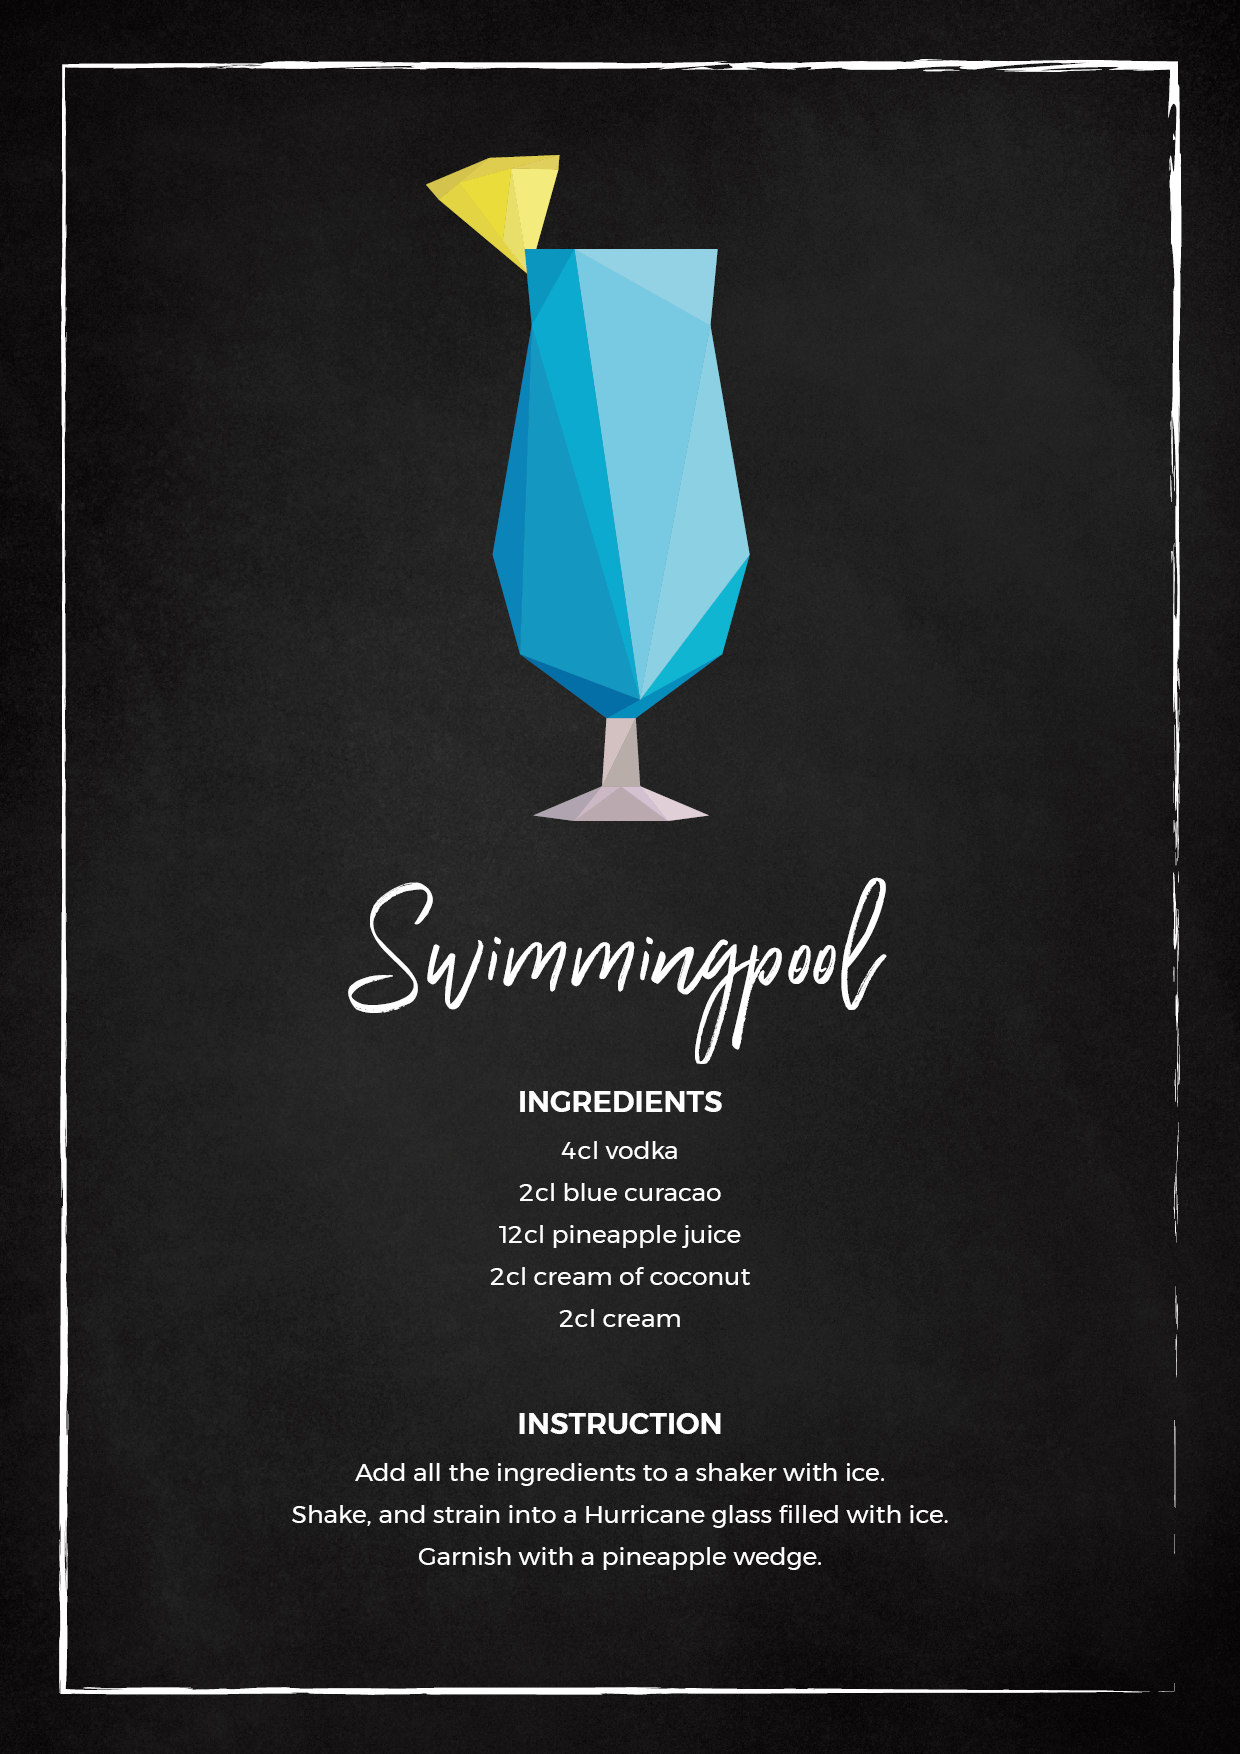 Swimmingpool
INGREDIENTS
4cl vodka
2cl blue curacao
12cl pineapple juice
2cl cream of coconut
2cl cream
INSTRUCTION
Add all the ingredients to a shaker with ice.
Shake, and strain into a Hurricane glass filled with ice.
Garnish with a pineapple wedge.